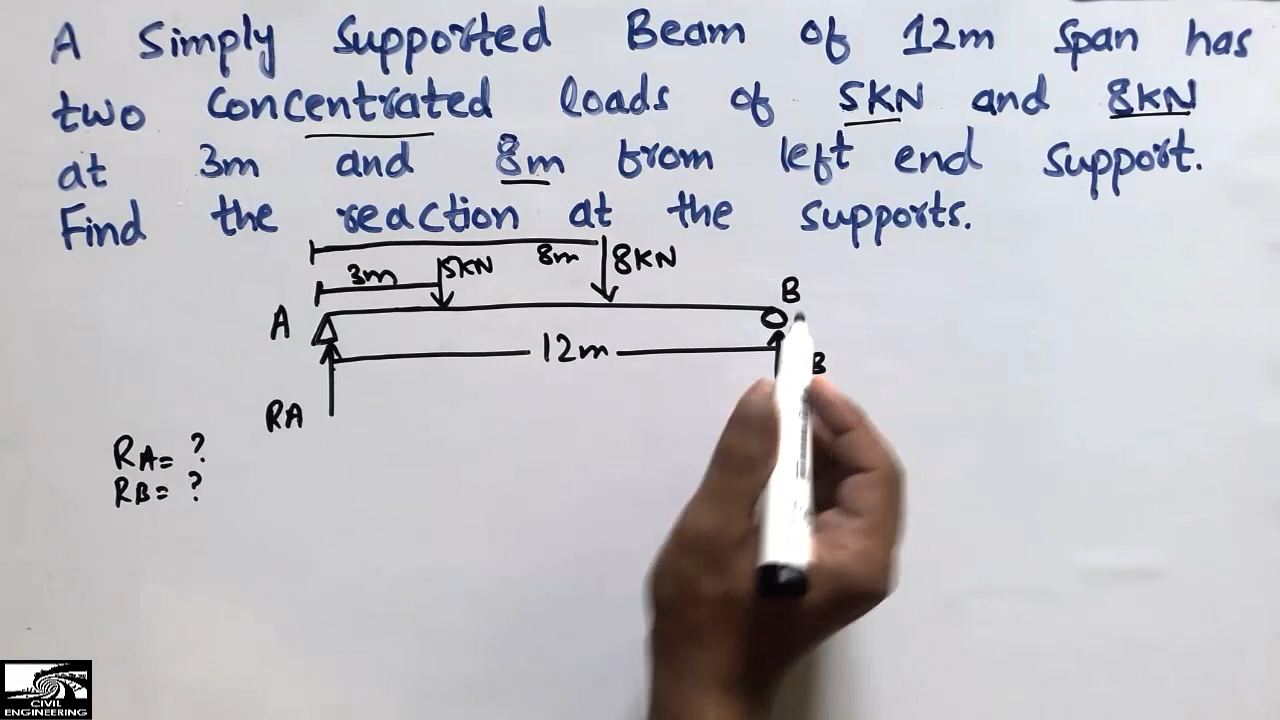 A Simply Supported Beam of 12m Span has
two Concentrated loads of 5KN and 8KN
at 3m and 8m from left end support.
Find the reaction at the supports.
3m 5KN 8m 8KN
A B
12m
B
RA
RA= ?
RB= ?
CIVIL
ENGINEERING